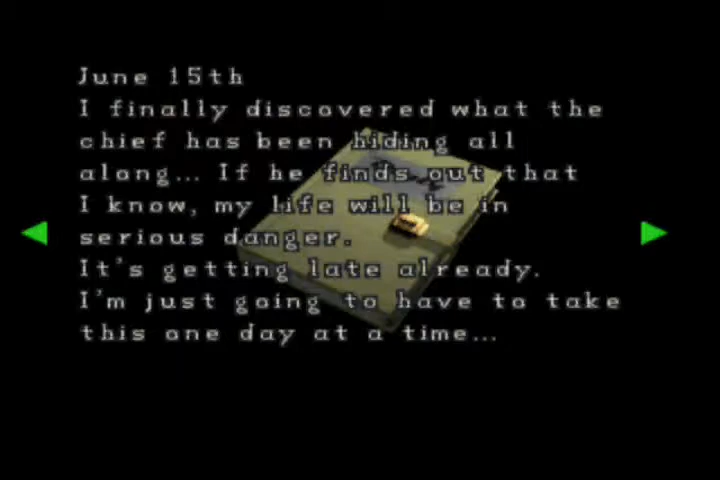 June 15th
I finally discovered what the
chief has been hiding all
along... If he finds out that
I know, my life will be in
serious danger.
It's getting late already.
I'm just going to have to take
this one day at a time...